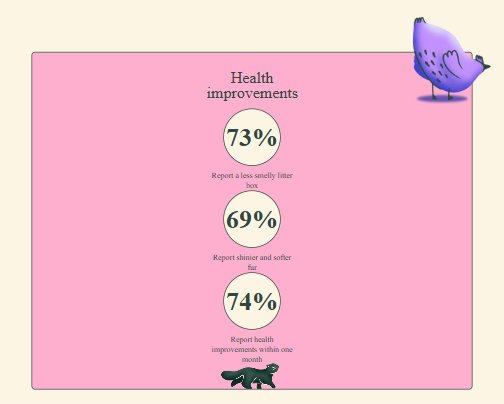 Health
improvements
73%
Report a less smelly litter
box
69%
Report shinier and softer
fur
74%
Report health
improvements within one
month